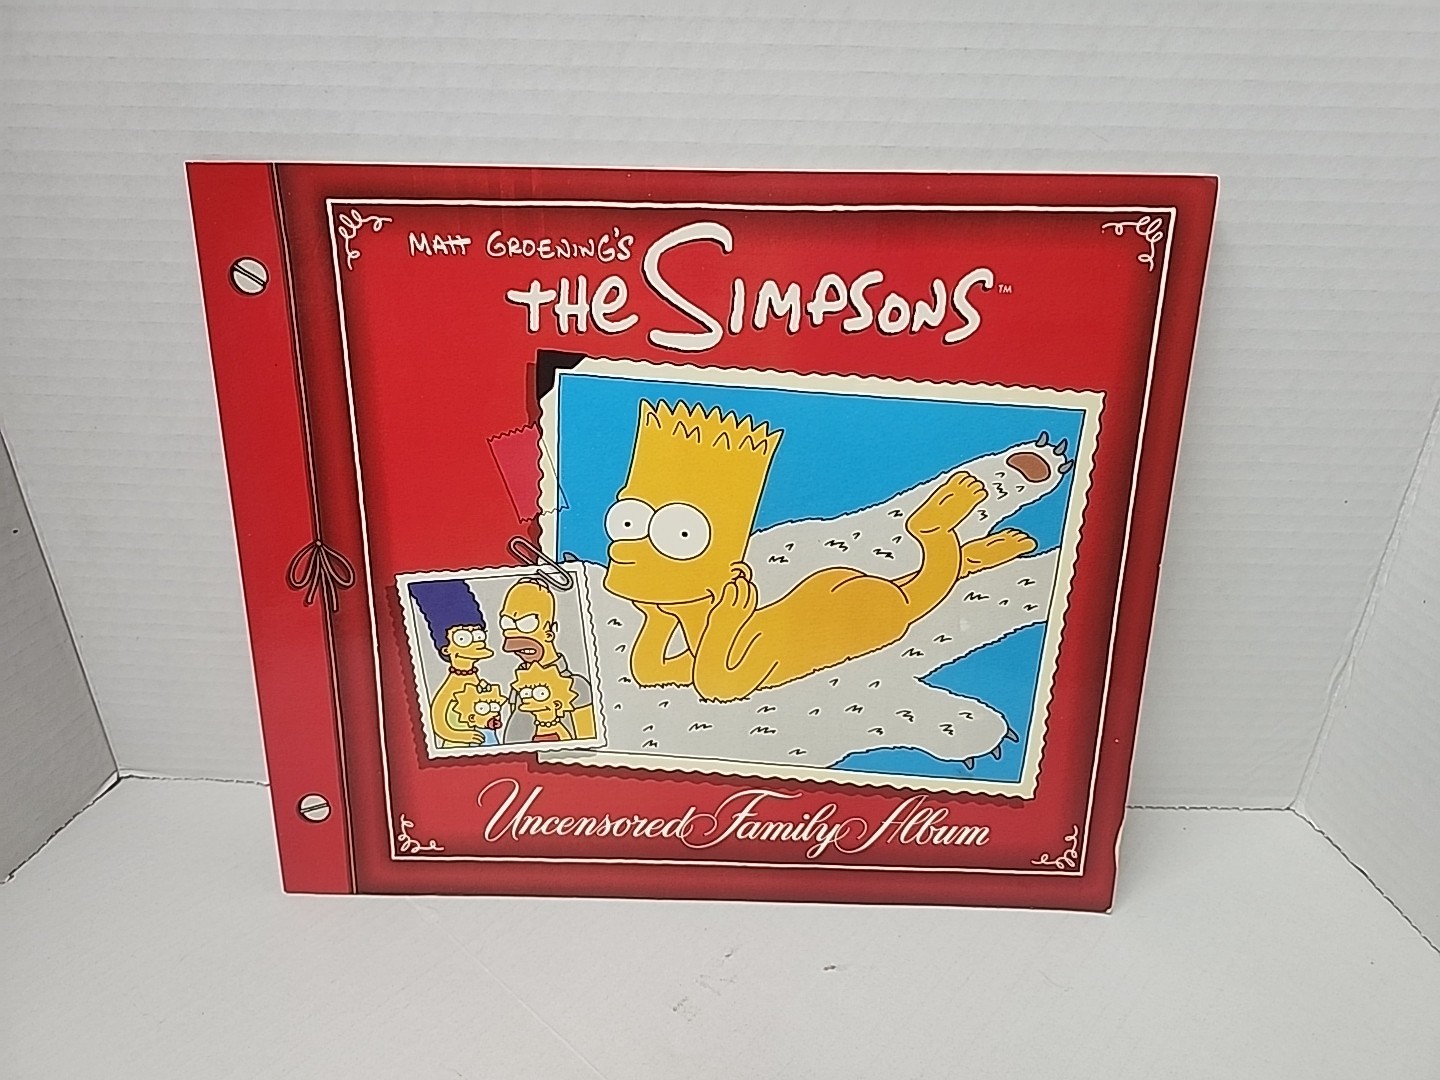 MATT GROENING'S
THE SIMPSONS™
Uncensored Family Album